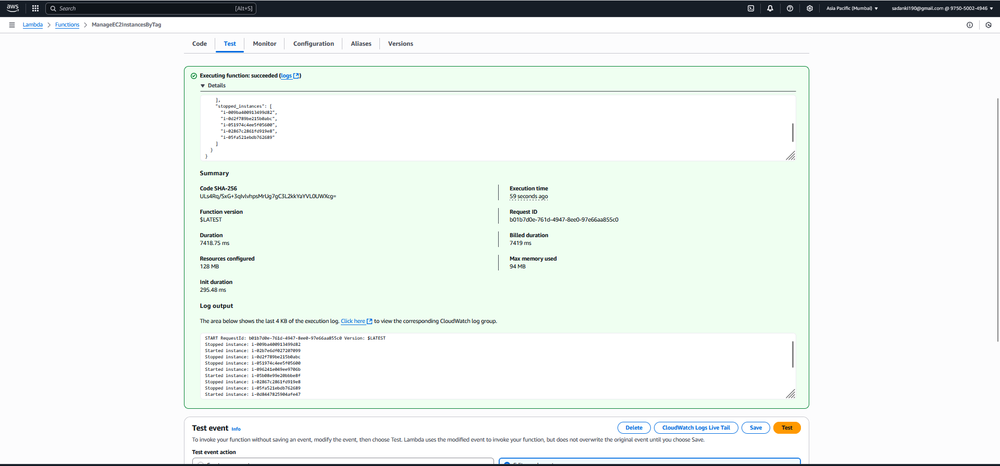 aws
Search [Alt+S]
Asia Pacific (Mumbai) ▼ sadanki190@gmail.com @ 9750-5002-4946 ▼
Lambda > Functions > ManageEC2InstancesByTag
Code Test Monitor Configuration Aliases Versions
Executing function: succeeded (logs)
▼ Details
],
"stopped_instances": [
"i-009ba400913499d82",
"i-0d2f789be215b0abc",
"i-051974c4ee5f05600",
"i-02867c2861fd919e8",
"i-05fa521ebdb762689"
]
}
}
Summary
Code SHA-256
ULs4Rq/SxG+3qIvlvhpsMrUg7gC3L2kkYaYVL0UWXcg=
Execution time
59 seconds ago
Function version
$LATEST
Request ID
b01b7d0e-761d-4947-8ee0-97e66aa855c0
Duration
7418.75 ms
Billed duration
7419 ms
Resources configured
128 MB
Max memory used
94 MB
Init duration
295.48 ms
Log output
The area below shows the last 4 KB of the execution log. Click here to view the corresponding CloudWatch log group.
START RequestId: b01b7d0e-761d-4947-8ee0-97e66aa855c0 Version: $LATEST
Stopped instance: i-009ba400913499d82
Started instance: i-02b7e6df027207099
Stopped instance: i-0d2f789be215b0abc
Stopped instance: i-051974c4ee5f05600
Started instance: i-096241e049ee9706b
Started instance: i-05b08e99e20bbbe8f
Stopped instance: i-02867c2861fd919e8
Stopped instance: i-05fa521ebdb762689
Started instance: i-0d8447825904afe47
Test event Info
Delete CloudWatch Logs Live Tail Save Test
To invoke your function without saving an event, modify the event, then choose Test. Lambda uses the modified event to invoke your function, but does not overwrite the original event until you choose Save.
Test event action